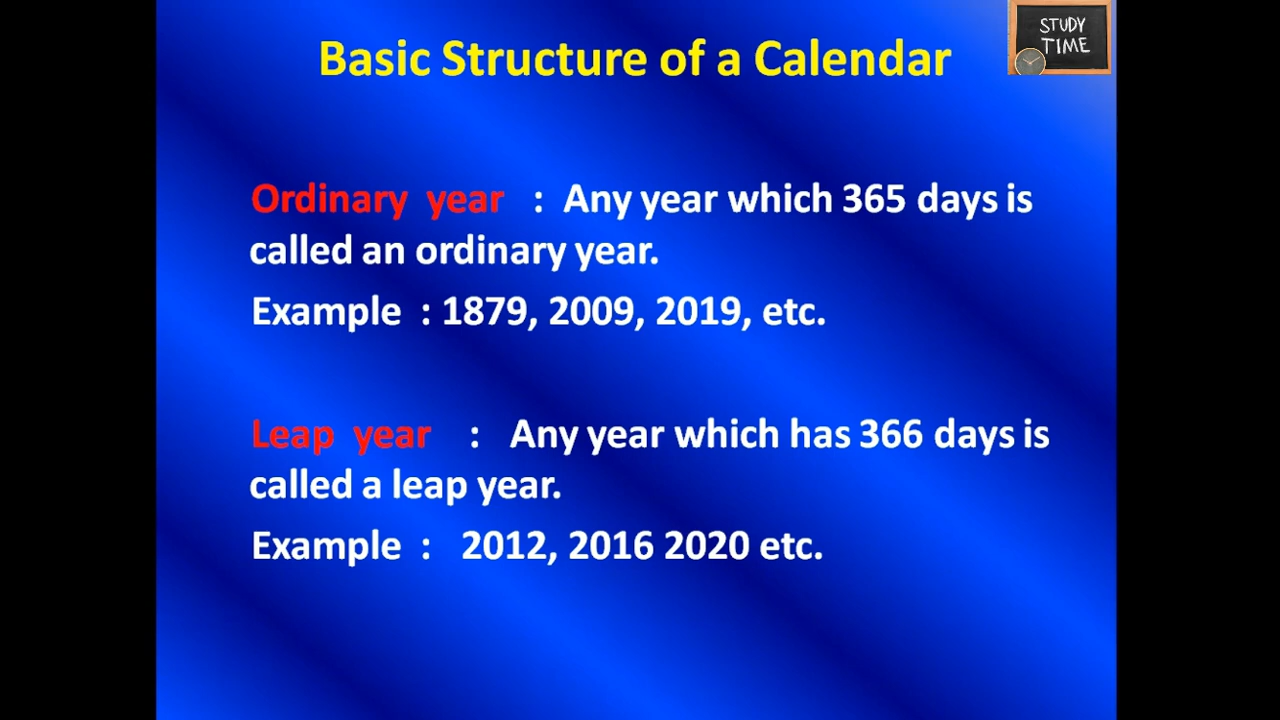 Basic Structure of a Calendar
STUDY
TIME
Ordinary year : Any year which 365 days is
called an ordinary year.
Example : 1879, 2009, 2019, etc.
Leap year : Any year which has 366 days is
called a leap year.
Example : 2012, 2016 2020 etc.